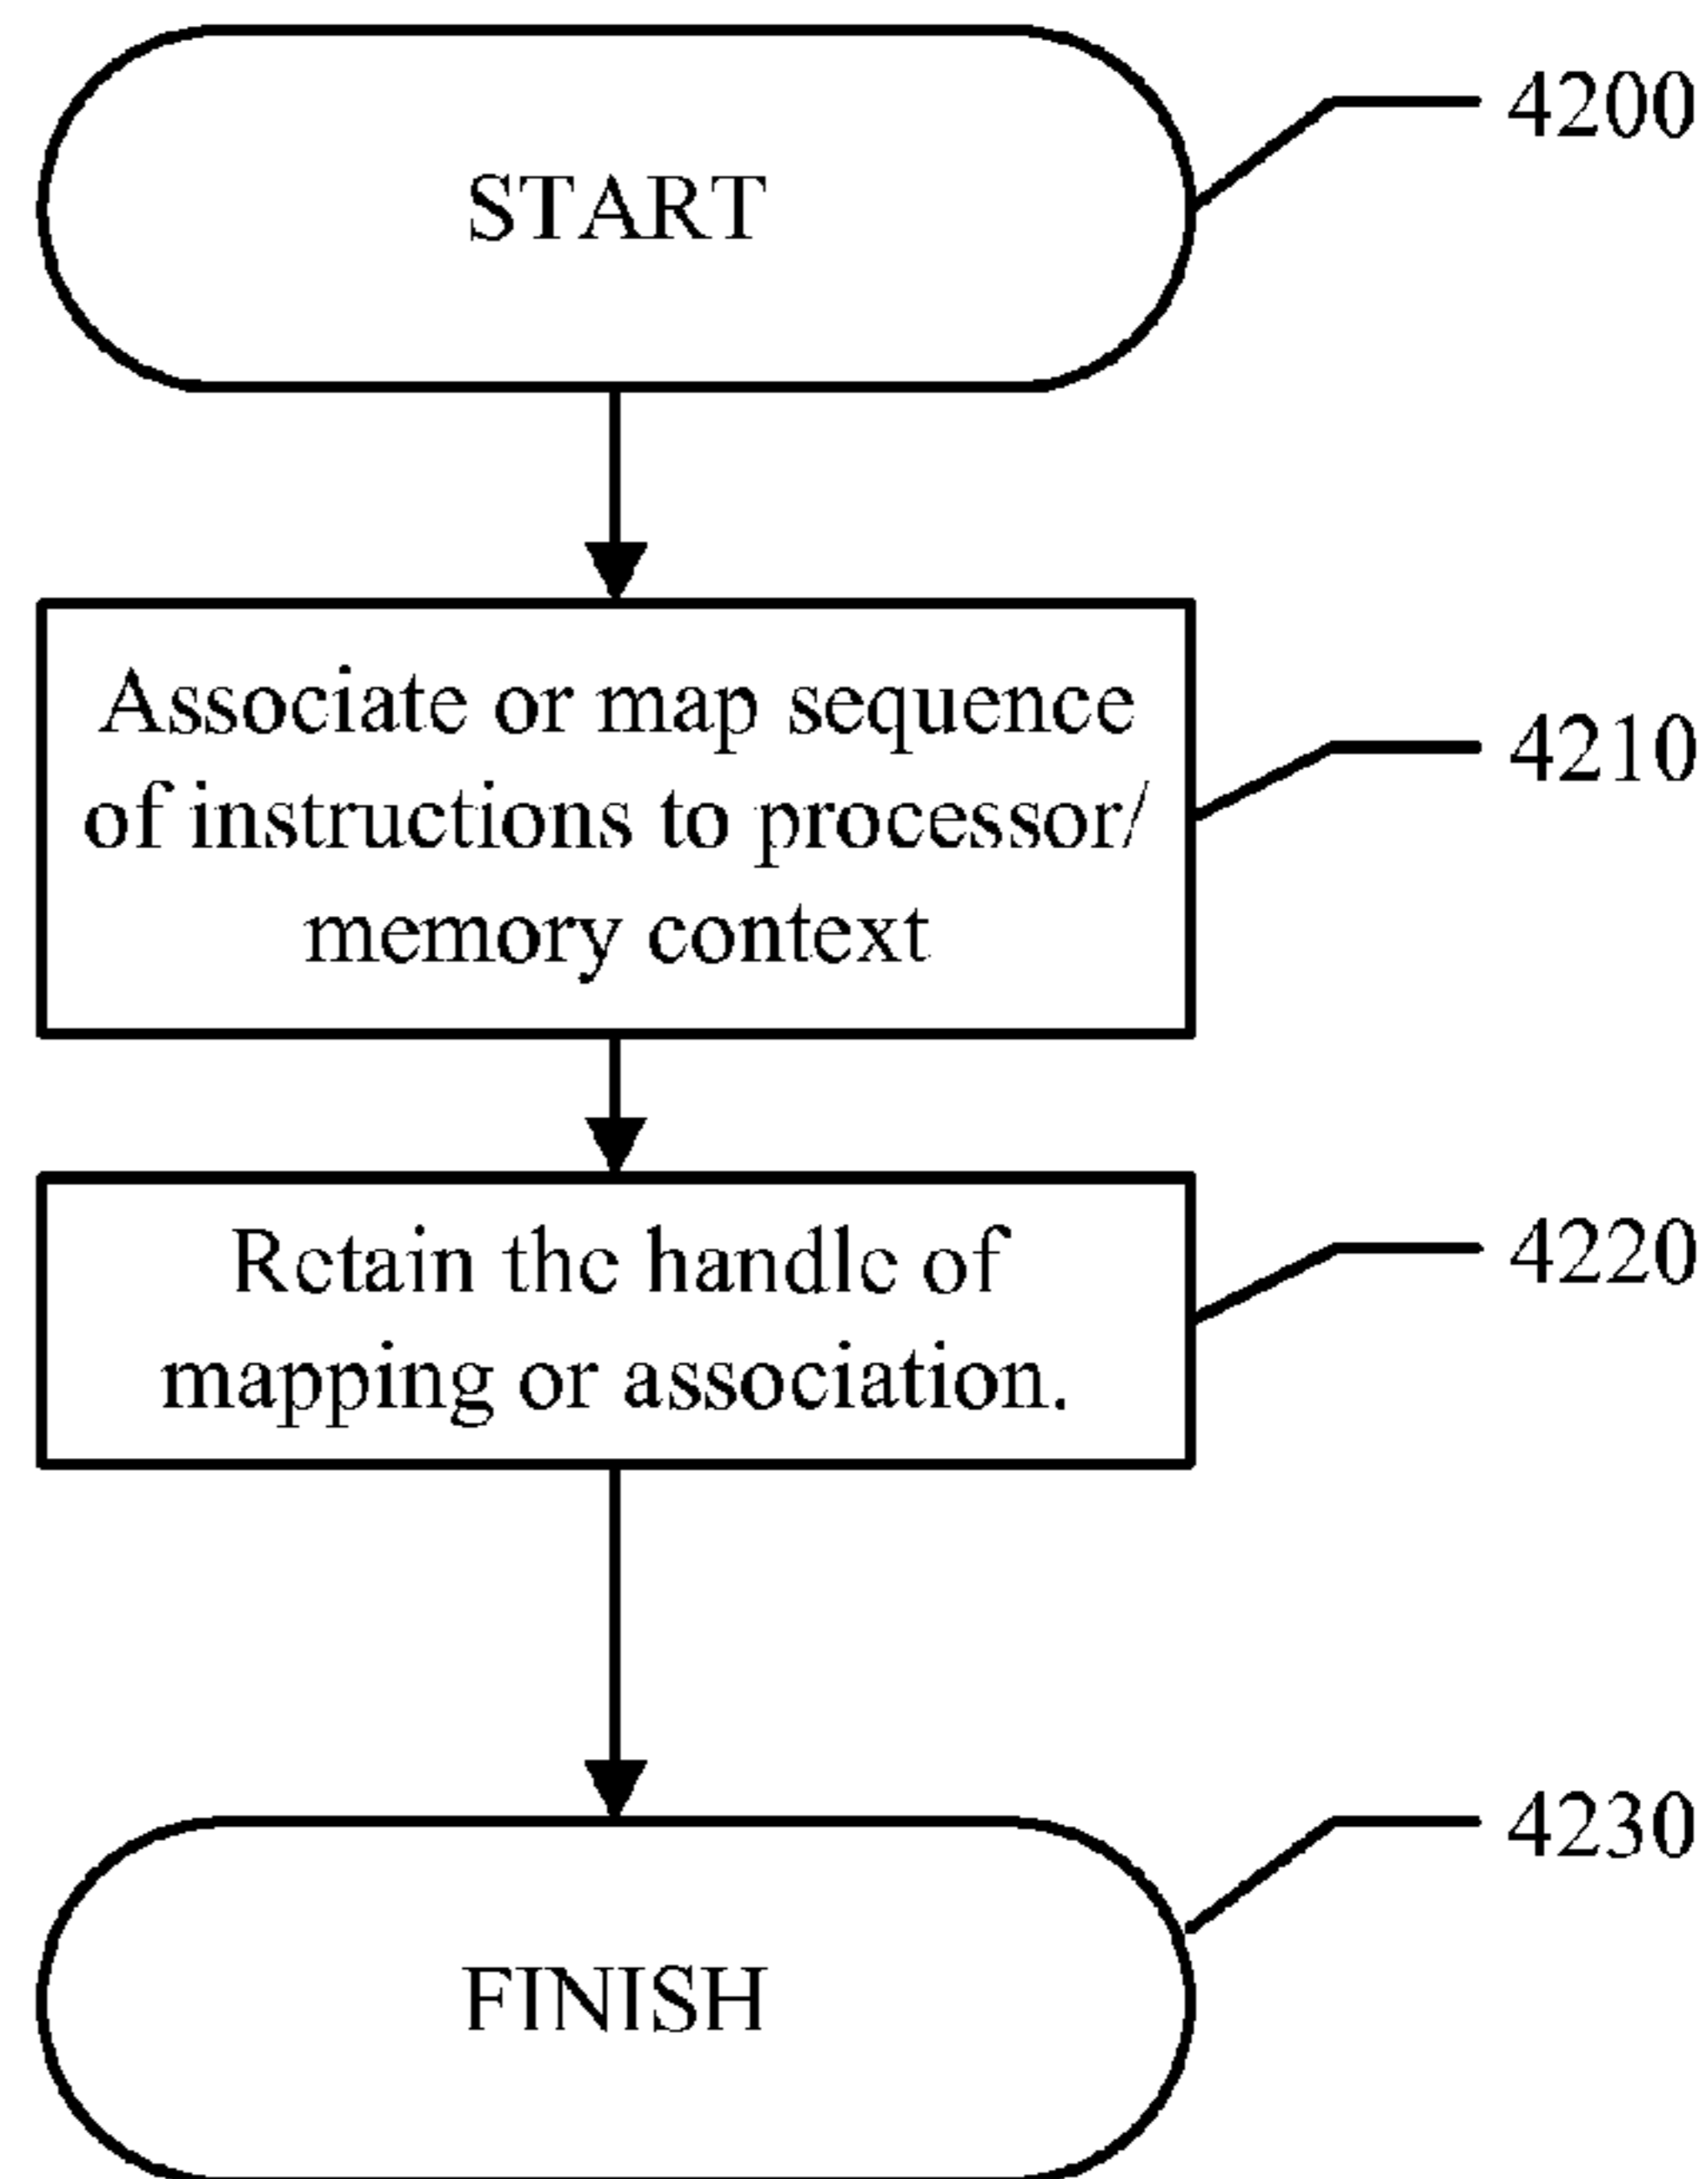 START
4200
Associate or map sequence
of instructions to processor/
memory context
4210
Retain the handle of
mapping or association.
4220
FINISH
4230